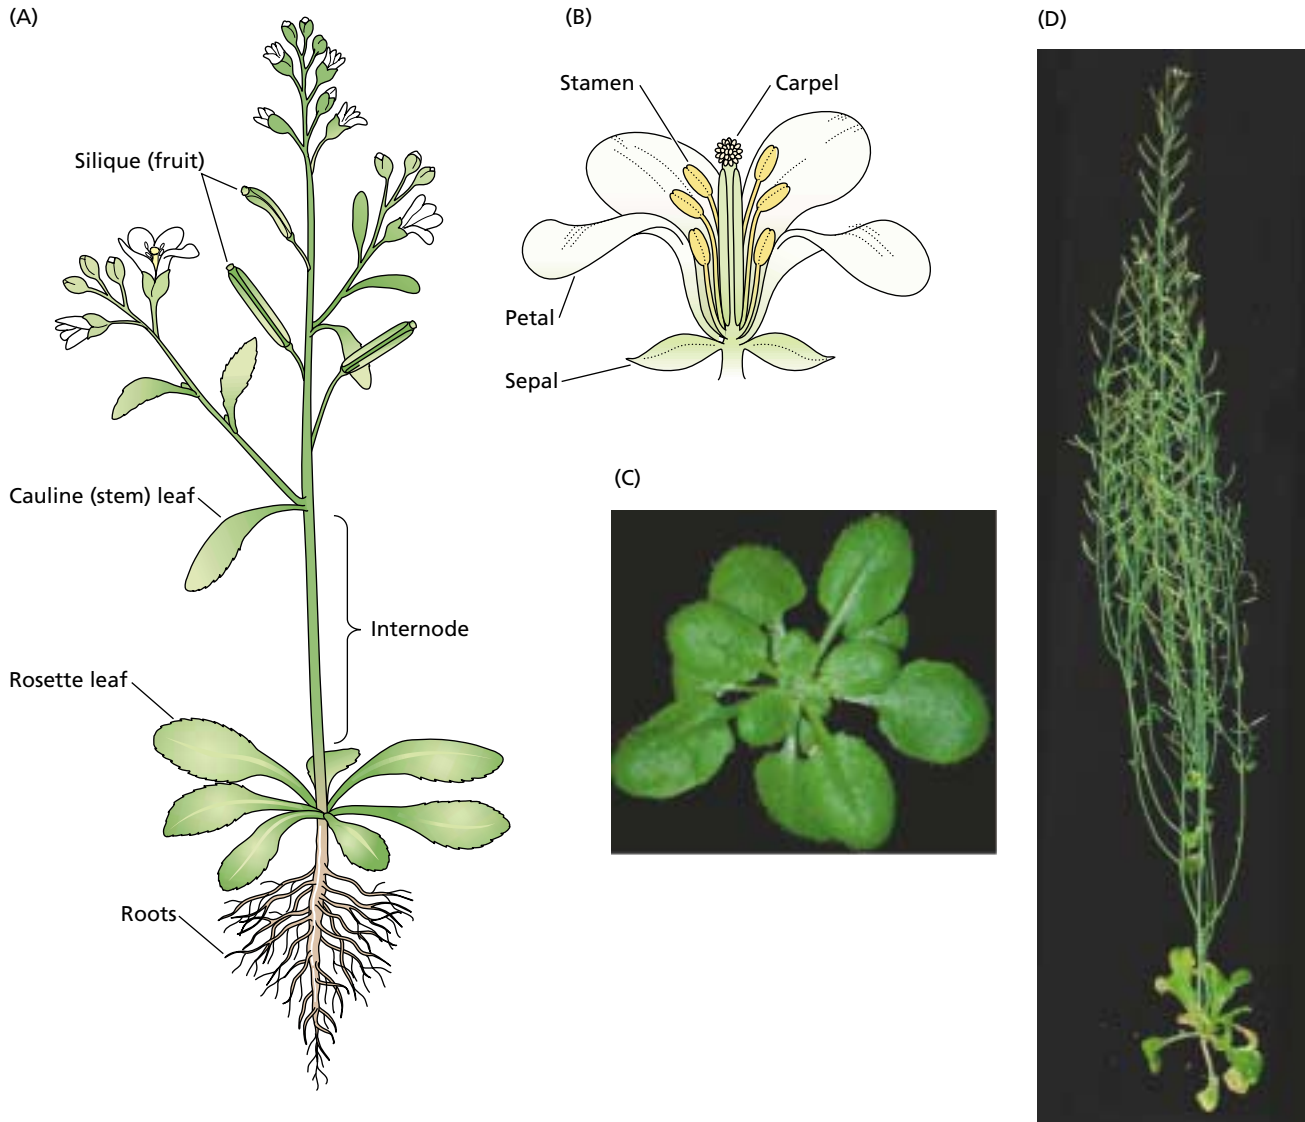 (A)
Silique (fruit)
Cauline (stem) leaf
Internode
Rosette leaf
Roots
(B)
Stamen
Carpel
Petal
Sepal
(C)
(D)